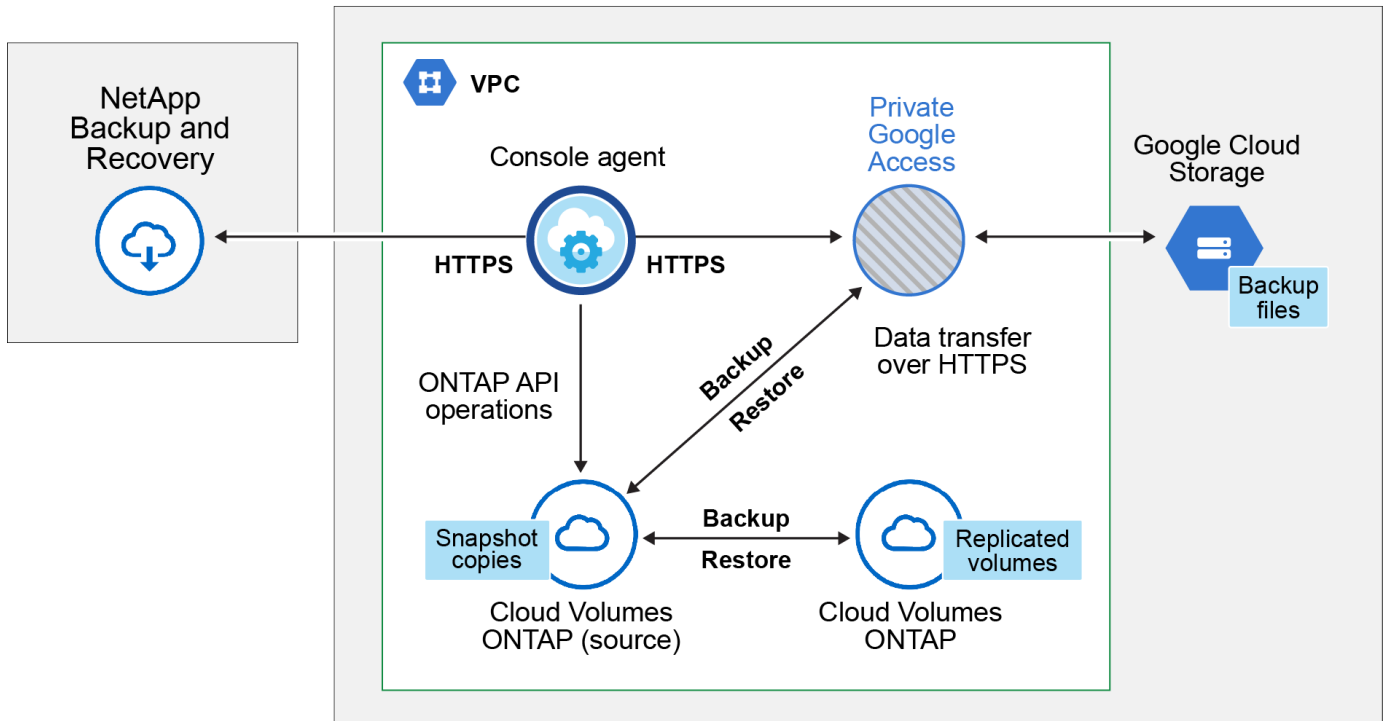 NetApp
Backup and
Recovery
VPC
Console agent
Private
Google
Access
Google Cloud
Storage
HTTPS
HTTPS
Backup
files
ONTAP API
operations
Backup
Restore
Data transfer
over HTTPS
Snapshot
copies
Backup
Restore
Replicated
volumes
Cloud Volumes
ONTAP (source)
Cloud Volumes
ONTAP